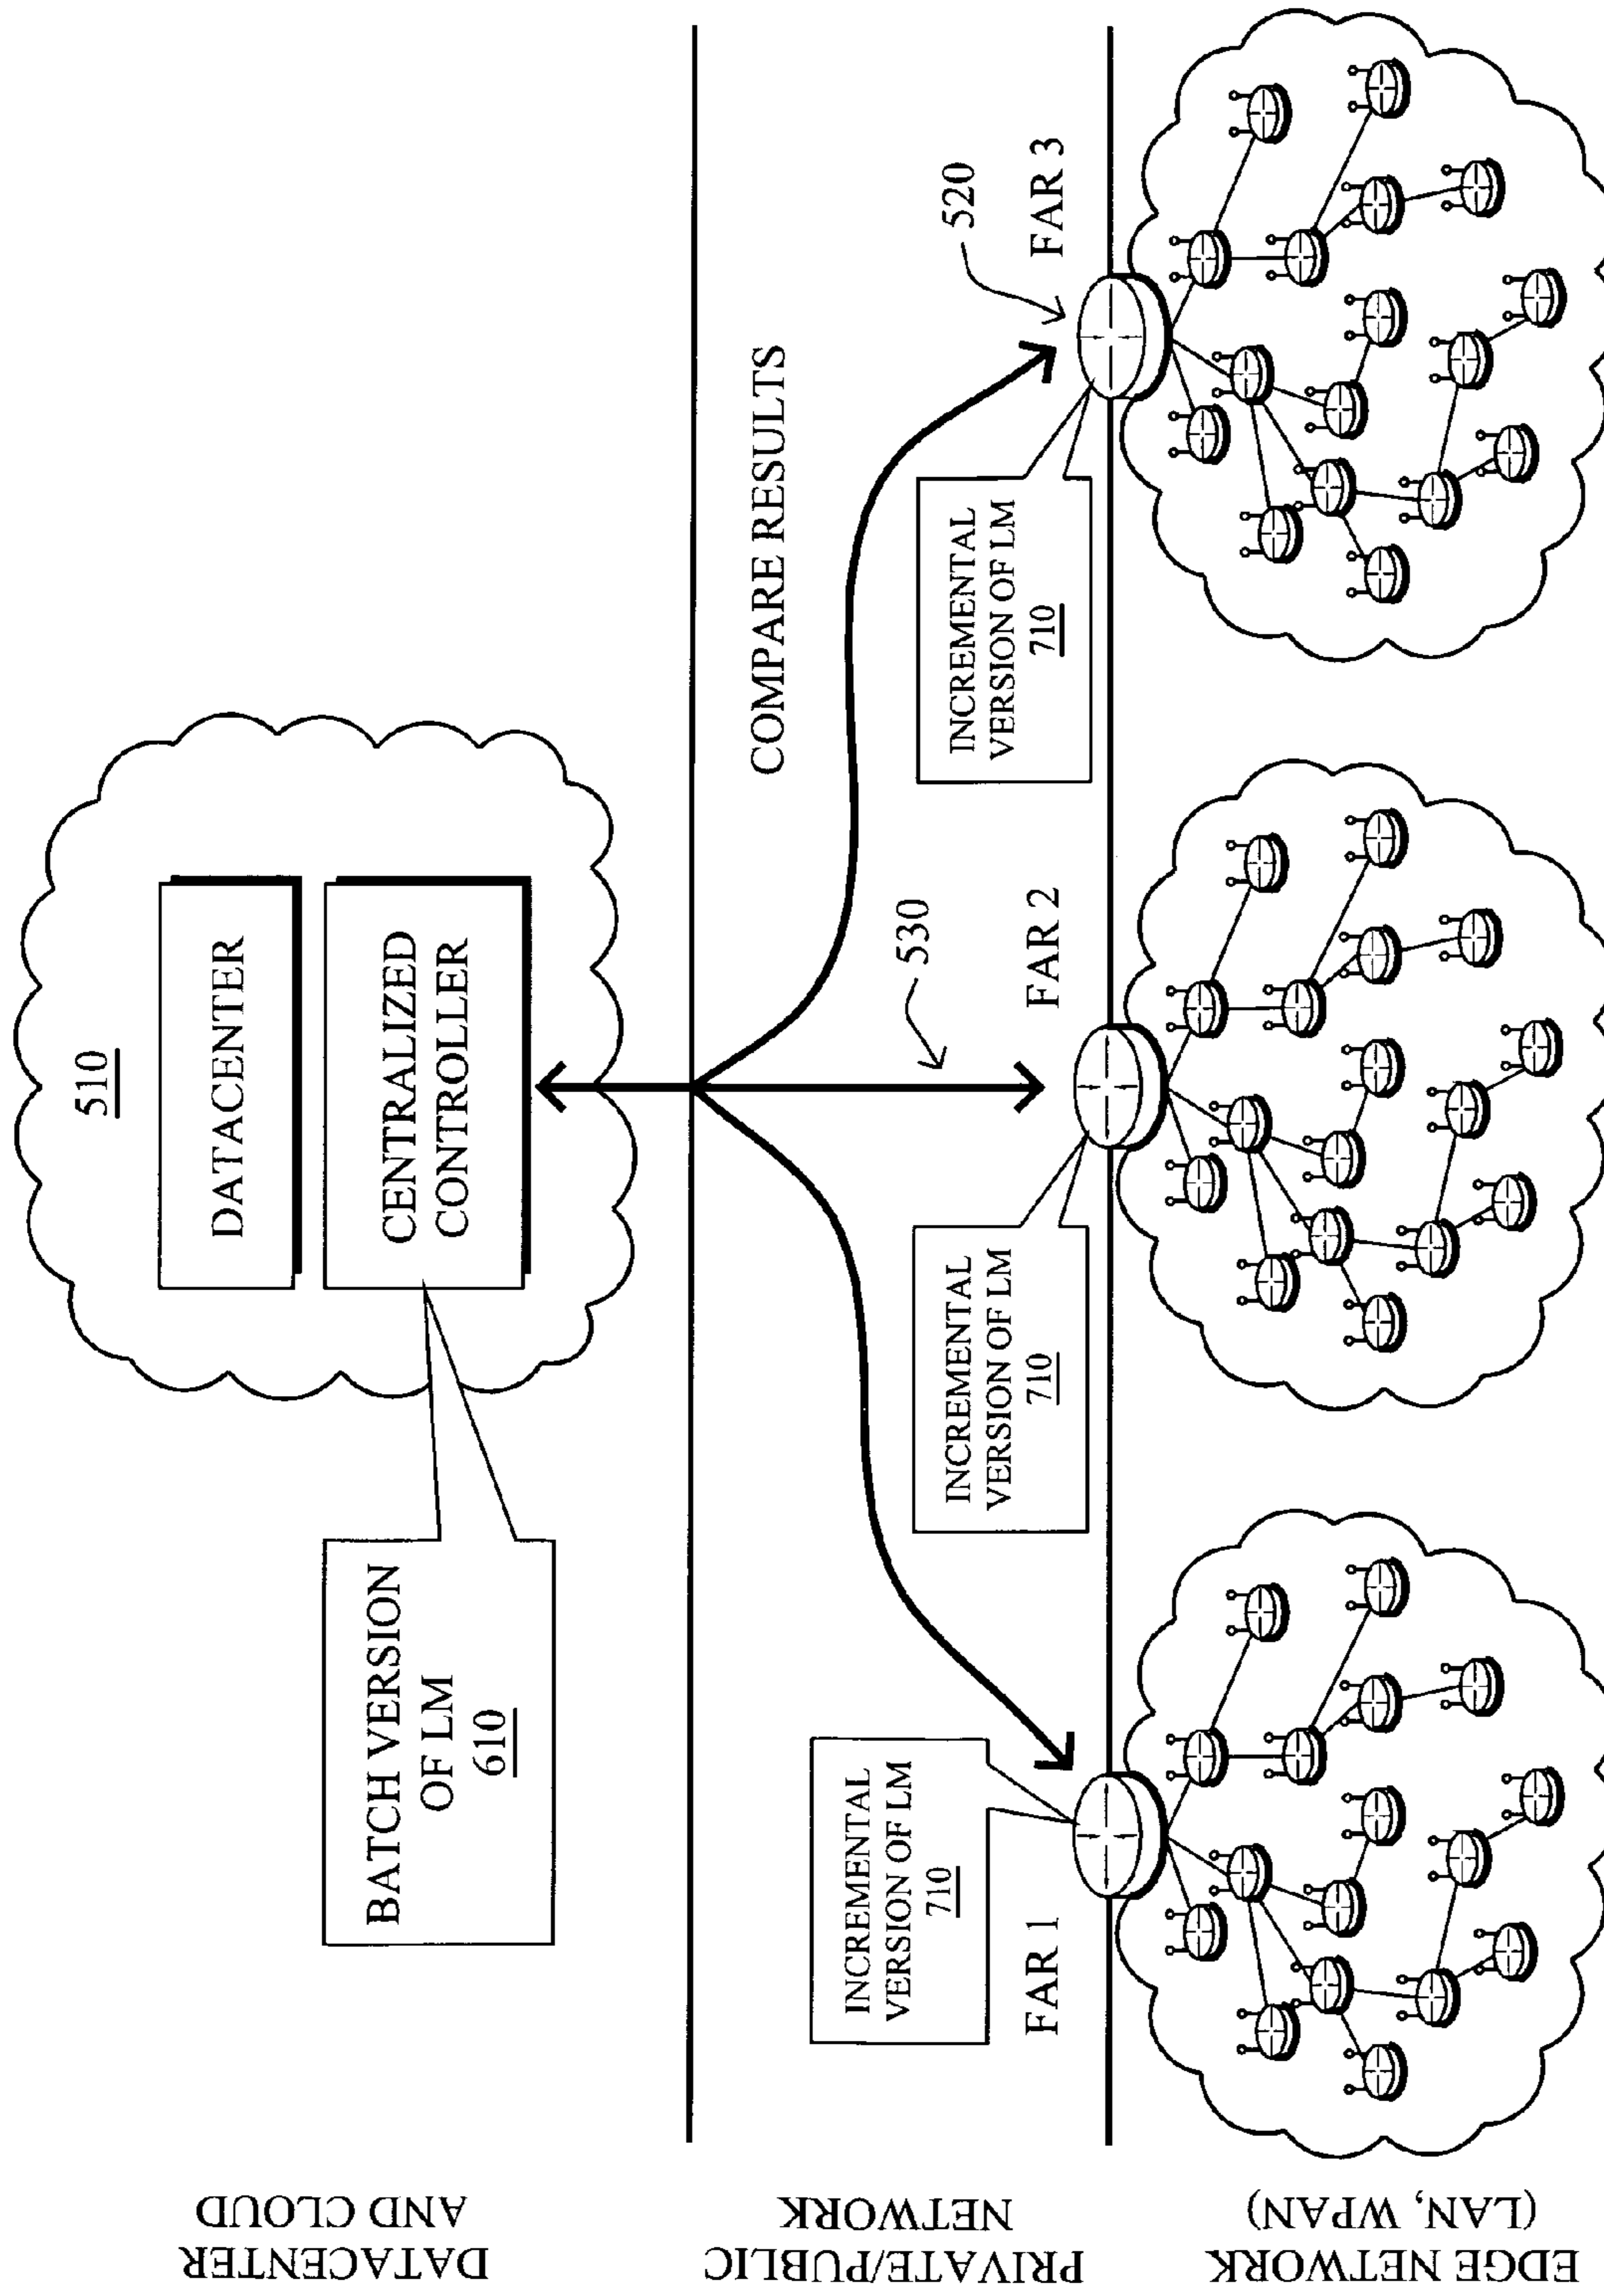 DATACENTER
AND CLOUD
PRIVATE/PUBLIC
NETWORK
EDGE NETWORK
(LAN, WPAN)
510
DATACENTER
CENTRALIZED
CONTROLLER
BATCH VERSION
OF LM
610
COMPARE RESULTS
530
520
INCREMENTAL
VERSION OF LM
710
FAR 1
INCREMENTAL
VERSION OF LM
710
FAR 2
INCREMENTAL
VERSION OF LM
710
FAR 3